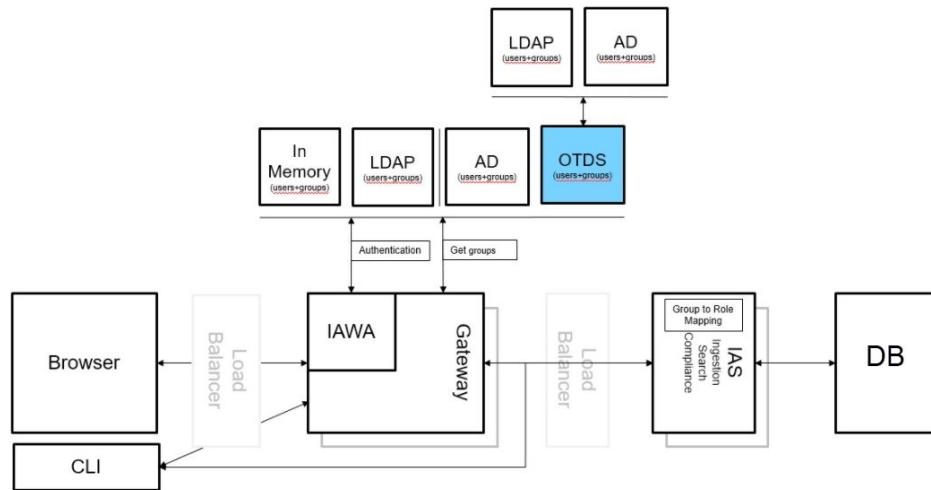 LDAP
(users+groups)
AD
(users+groups)
In
Memory
(users+groups)
LDAP
(users+groups)
AD
(users+groups)
OTDS
(users+groups)
Authentication
Get groups
Browser
Load
Balancer
IAWA
Gateway
Load
Balancer
Group to Role
Mapping
IAS
Ingestion
Search
Compliance
DB
CLI